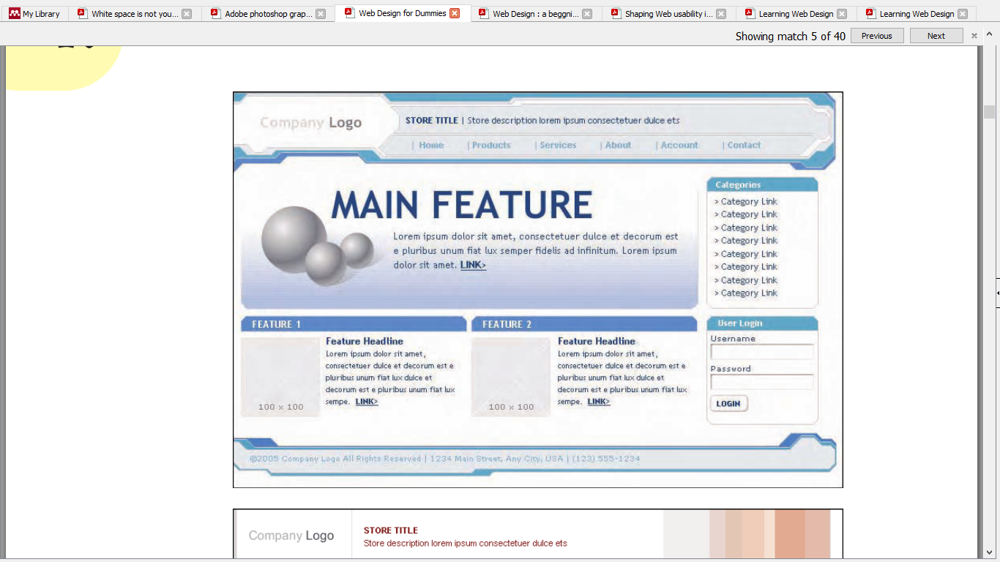 My Library
White space is not you...
Adobe photoshop grap...
Web Design for Dummies
Web Design : a beggni...
Shaping Web usability i...
Learning Web Design
Learning Web Design
Showing match 5 of 40
Previous
Next
Company Logo
STORE TITLE | Store description lorem ipsum consectetuer dulce ets
| Home | Products | Services | About | Account | Contact
MAIN FEATURE
Lorem ipsum dolor sit amet, consectetuer dulce et decorum est
e pluribus unum fiat lux semper fidelis ad infinitum. Lorem ipsum
dolor sit amet. LINK>
Categories
> Category Link
> Category Link
> Category Link
> Category Link
> Category Link
> Category Link
> Category Link
> Category Link
FEATURE 1
100 x 100
Feature Headline
Lorem ipsum dolor sit amet,
consectetuer dulce et decorum est e
pluribus unum fiat lux dulce et
decorum est e pluribus unum fiat lux
sempe. LINK>
FEATURE 2
100 x 100
Feature Headline
Lorem ipsum dolor sit amet,
consectetuer dulce et decorum est e
pluribus unum fiat lux dulce et
decorum est e pluribus unum fiat lux
sempe. LINK>
User Login
Username
Password
LOGIN
©2005 Company Logo All Rights Reserved | 1234 Main Street, Any City, USA | (123) 555-1234
Company Logo
STORE TITLE
Store description lorem ipsum consectetuer dulce ets